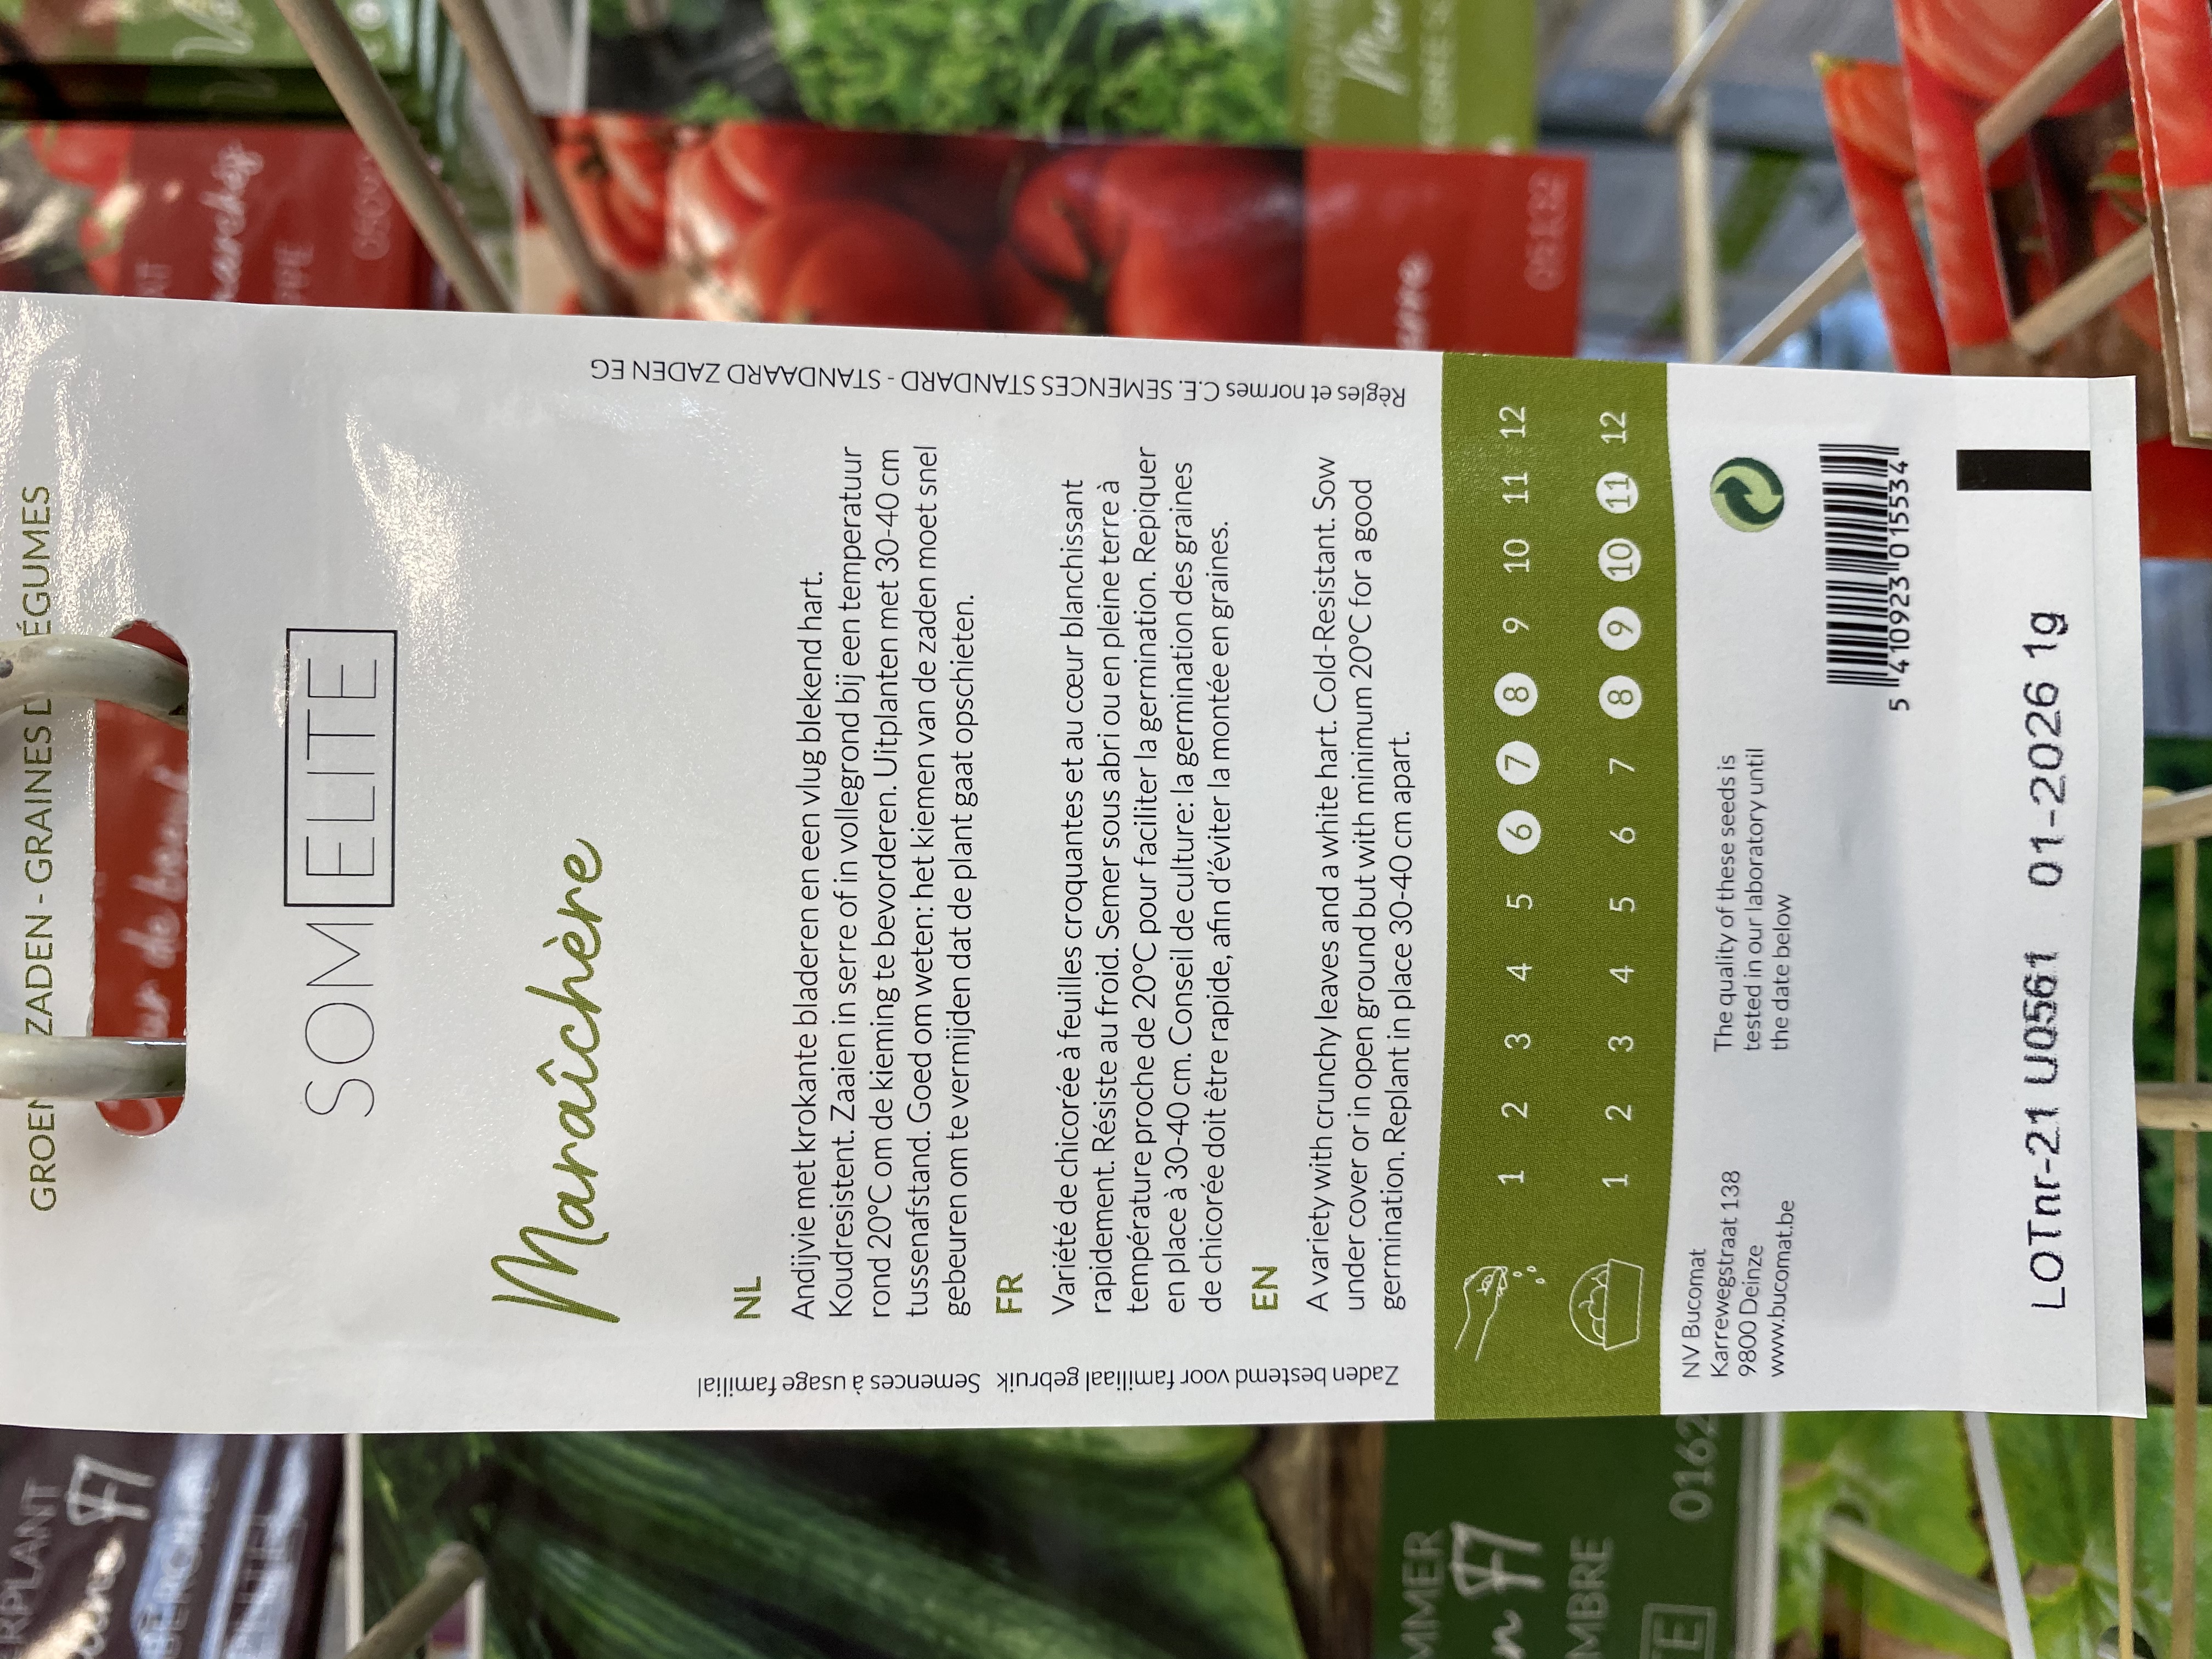 GROEN ZADEN - GRAINES D ÉGUMES
SOM ELITE
Maraîchère
NL
Andijvie met krokante bladeren en een vlug blekend hart.
Koudresistent. Zaaien in serre of in vollegrond bij een temperatuur
rond 20°C om de kieming te bevorderen. Uitplanten met 30-40 cm
tussenafstand. Goed om weten: het kiemen van de zaden moet snel
gebeuren om te vermijden dat de plant gaat opschieten.
FR
Variété de chicorée à feuilles croquantes et au cœur blanchissant
rapidement. Résiste au froid. Semer sous abri ou en pleine terre à
température proche de 20°C pour faciliter la germination. Repiquer
en place à 30-40 cm. Conseil de culture: la germination des graines
de chicorée doit être rapide, afin d'éviter la montée en graines.
EN
A variety with crunchy leaves and a white hart. Cold-Resistant. Sow
under cover or in open ground but with minimum 20°C for a good
germination. Replant in place 30-40 cm apart.
Zaden bestemd voor familiaal gebruik Semences à usage familial
Règles et normes C.E. SEMENCES STANDARD - STANDAARD ZADEN EG
1 2 3 4 5 6 7 8 9 10 11 12
1 2 3 4 5 6 7 8 9 10 11 12
NV Bucomat
Karrewegstraat 138
9800 Deinze
www.buconat.be
The quality of these seeds is
tested in our laboratory until
the date below
5 410923 015534
LOTnr-21 U0561 01-2026 1g
05132
0162